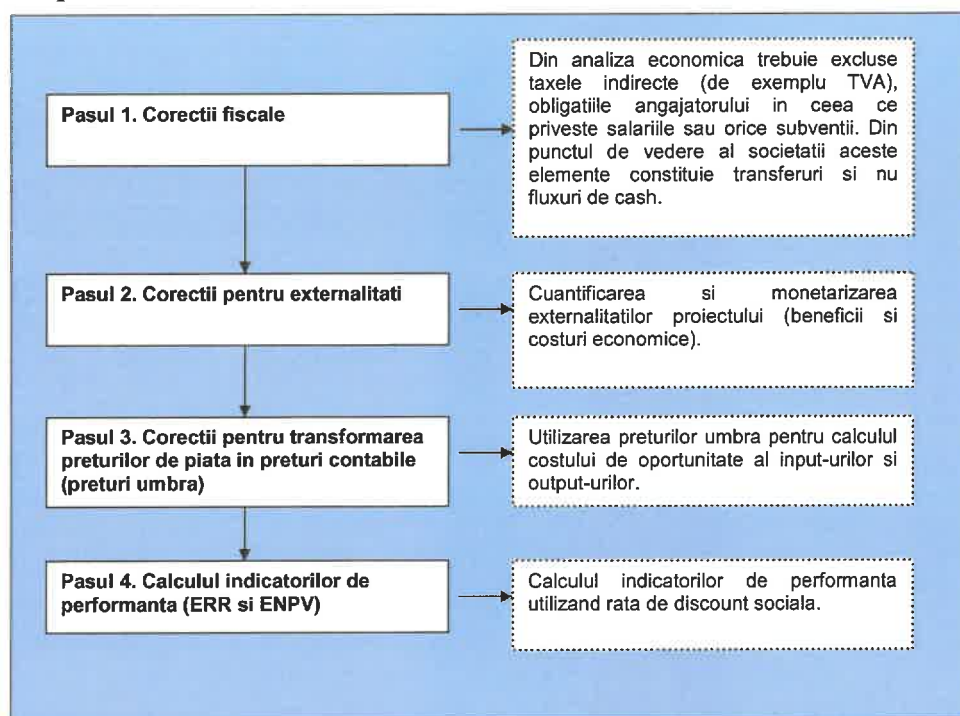 Pasul 1. Corectii fiscale
Din analiza economica trebuie excluse
taxele indirecte (de exemplu TVA),
obligatiile angajatorului in ceea ce
priveste salariile sau orice subventii. Din
punctul de vedere al societatii aceste
elemente constituie transferuri si nu
fluxuri de cash.
Pasul 2. Corectii pentru externalitati
Cuantificarea si monetarizarea
externalitatilor proiectului (beneficii si
costuri economice).
Pasul 3. Corectii pentru transformarea
preturilor de piata in preturi contabile
(preturi umbra)
Utilizarea preturilor umbra pentru calculul
costului de oportunitate al input-urilor si
output-urilor.
Pasul 4. Calculul indicatorilor de
performanta (ERR si ENPV)
Calculul indicatorilor de performanta
utilizand rata de discount sociala.